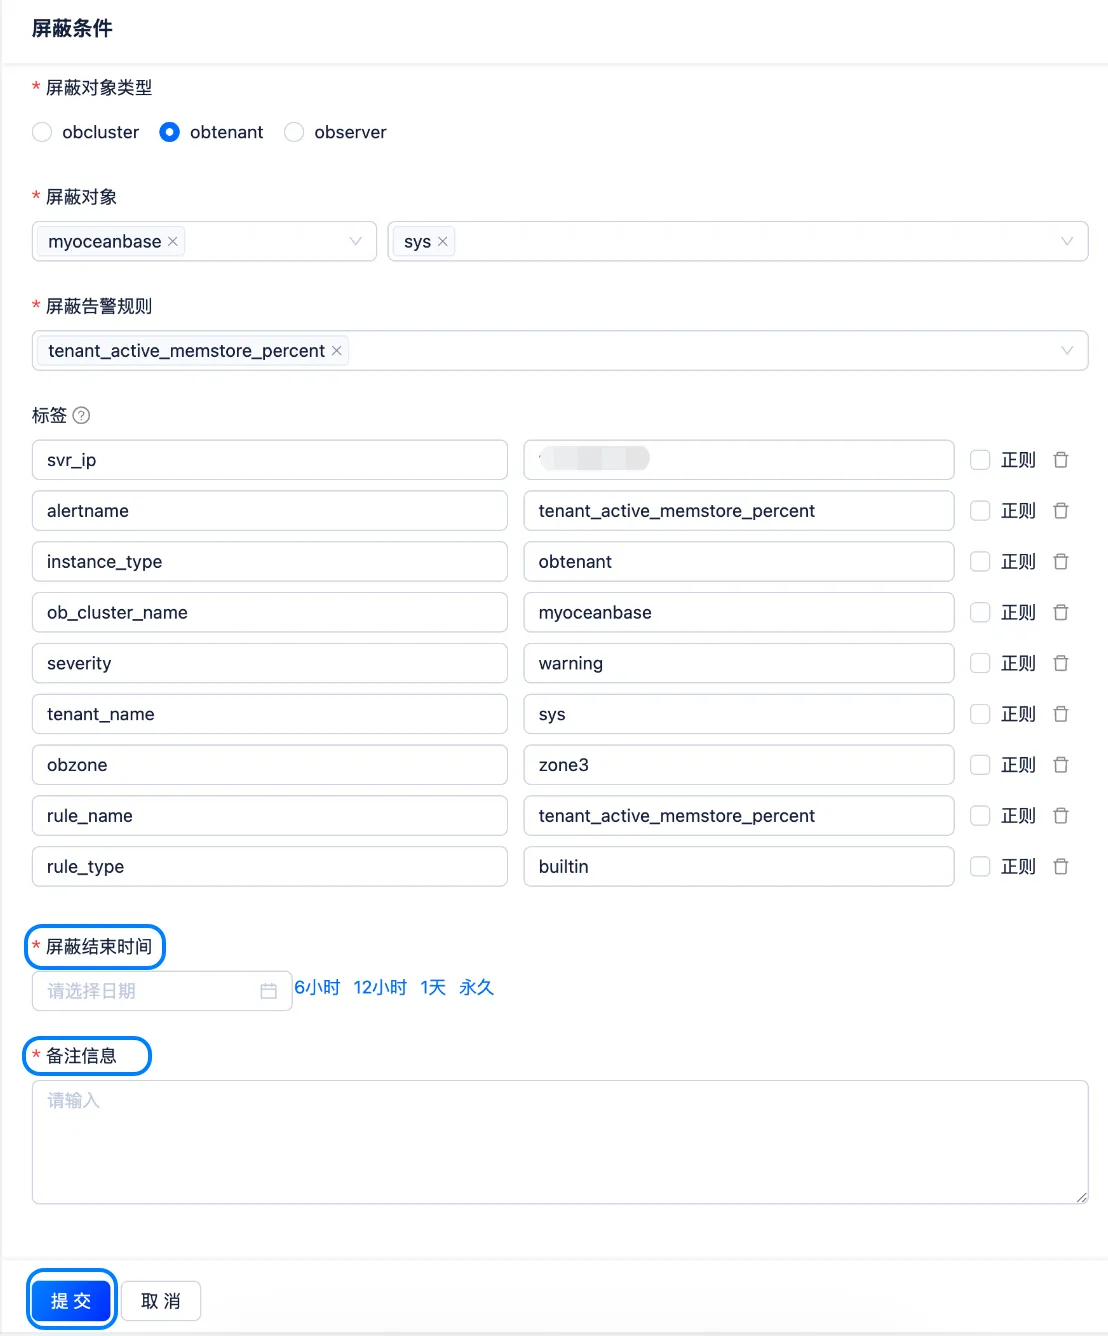 屏蔽条件
* 屏蔽对象类型
obcluster obtenant observer
* 屏蔽对象
myoceanbase sys
* 屏蔽告警规则
tenant_active_memstore_percent
标签
svr_ip 正则
alertname tenant_active_memstore_percent 正则
instance_type obtenant 正则
ob_cluster_name myoceanbase 正则
severity warning 正则
tenant_name sys 正则
obzone zone3 正则
rule_name tenant_active_memstore_percent 正则
rule_type builtin 正则
* 屏蔽结束时间
请选择日期 6小时 12小时 1天 永久
* 备注信息
请输入
提交 取消